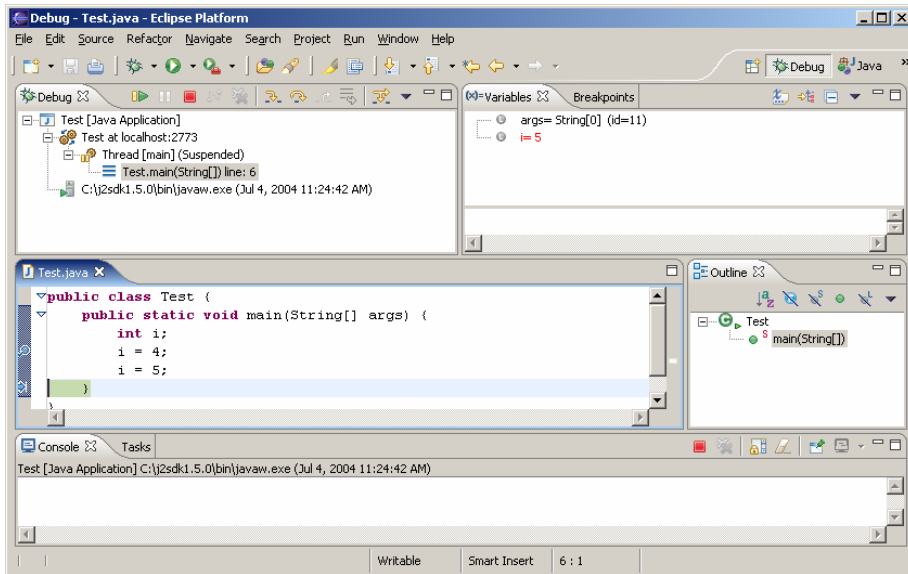 Debug - Test.java - Eclipse Platform
File Edit Source Refactor Navigate Search Project Run Window Help
Debug Java »
Debug
Test [Java Application]
Test at localhost:2773
Thread [main] (Suspended)
Test.main(String[]) line: 6
C:\j2sdk1.5.0\bin\javaw.exe (Jul 4, 2004 11:24:42 AM)
(x)=Variables Breakpoints
args= String[0] (id=11)
i= 5
Test.java
public class Test {
public static void main(String[] args) {
int i;
i = 4;
i = 5;
}
}
Outline
Test
main(String[])
Console Tasks
Test [Java Application] C:\j2sdk1.5.0\bin\javaw.exe (Jul 4, 2004 11:24:42 AM)
Writable Smart Insert 6 : 1